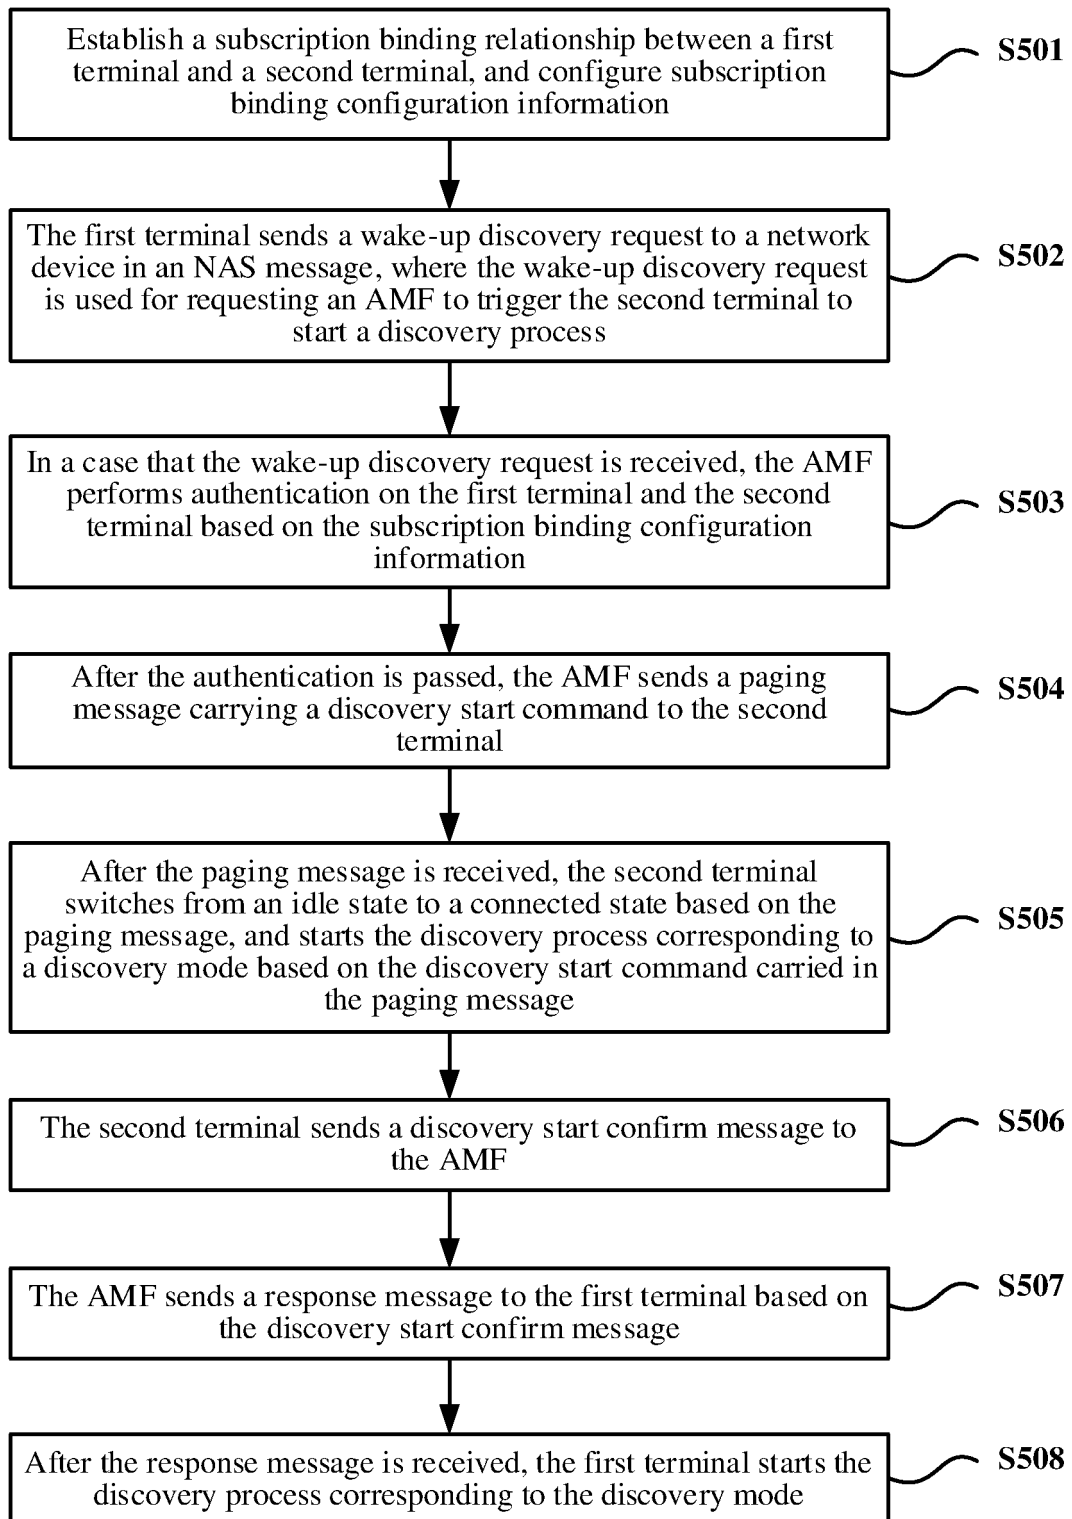 Establish a subscription binding relationship between a first
terminal and a second terminal, and configure subscription
binding configuration information
S501
The first terminal sends a wake-up discovery request to a network
device in an NAS message, where the wake-up discovery request
is used for requesting an AMF to trigger the second terminal to
start a discovery process
S502
In a case that the wake-up discovery request is received, the AMF
performs authentication on the first terminal and the second
terminal based on the subscription binding configuration
information
S503
After the authentication is passed, the AMF sends a paging
message carrying a discovery start command to the second
terminal
S504
After the paging message is received, the second terminal
switches from an idle state to a connected state based on the
paging message, and starts the discovery process corresponding to
a discovery mode based on the discovery start command carried in
the paging message
S505
The second terminal sends a discovery start confirm message to
the AMF
S506
The AMF sends a response message to the first terminal based on
the discovery start confirm message
S507
After the response message is received, the first terminal starts the
discovery process corresponding to the discovery mode
S508